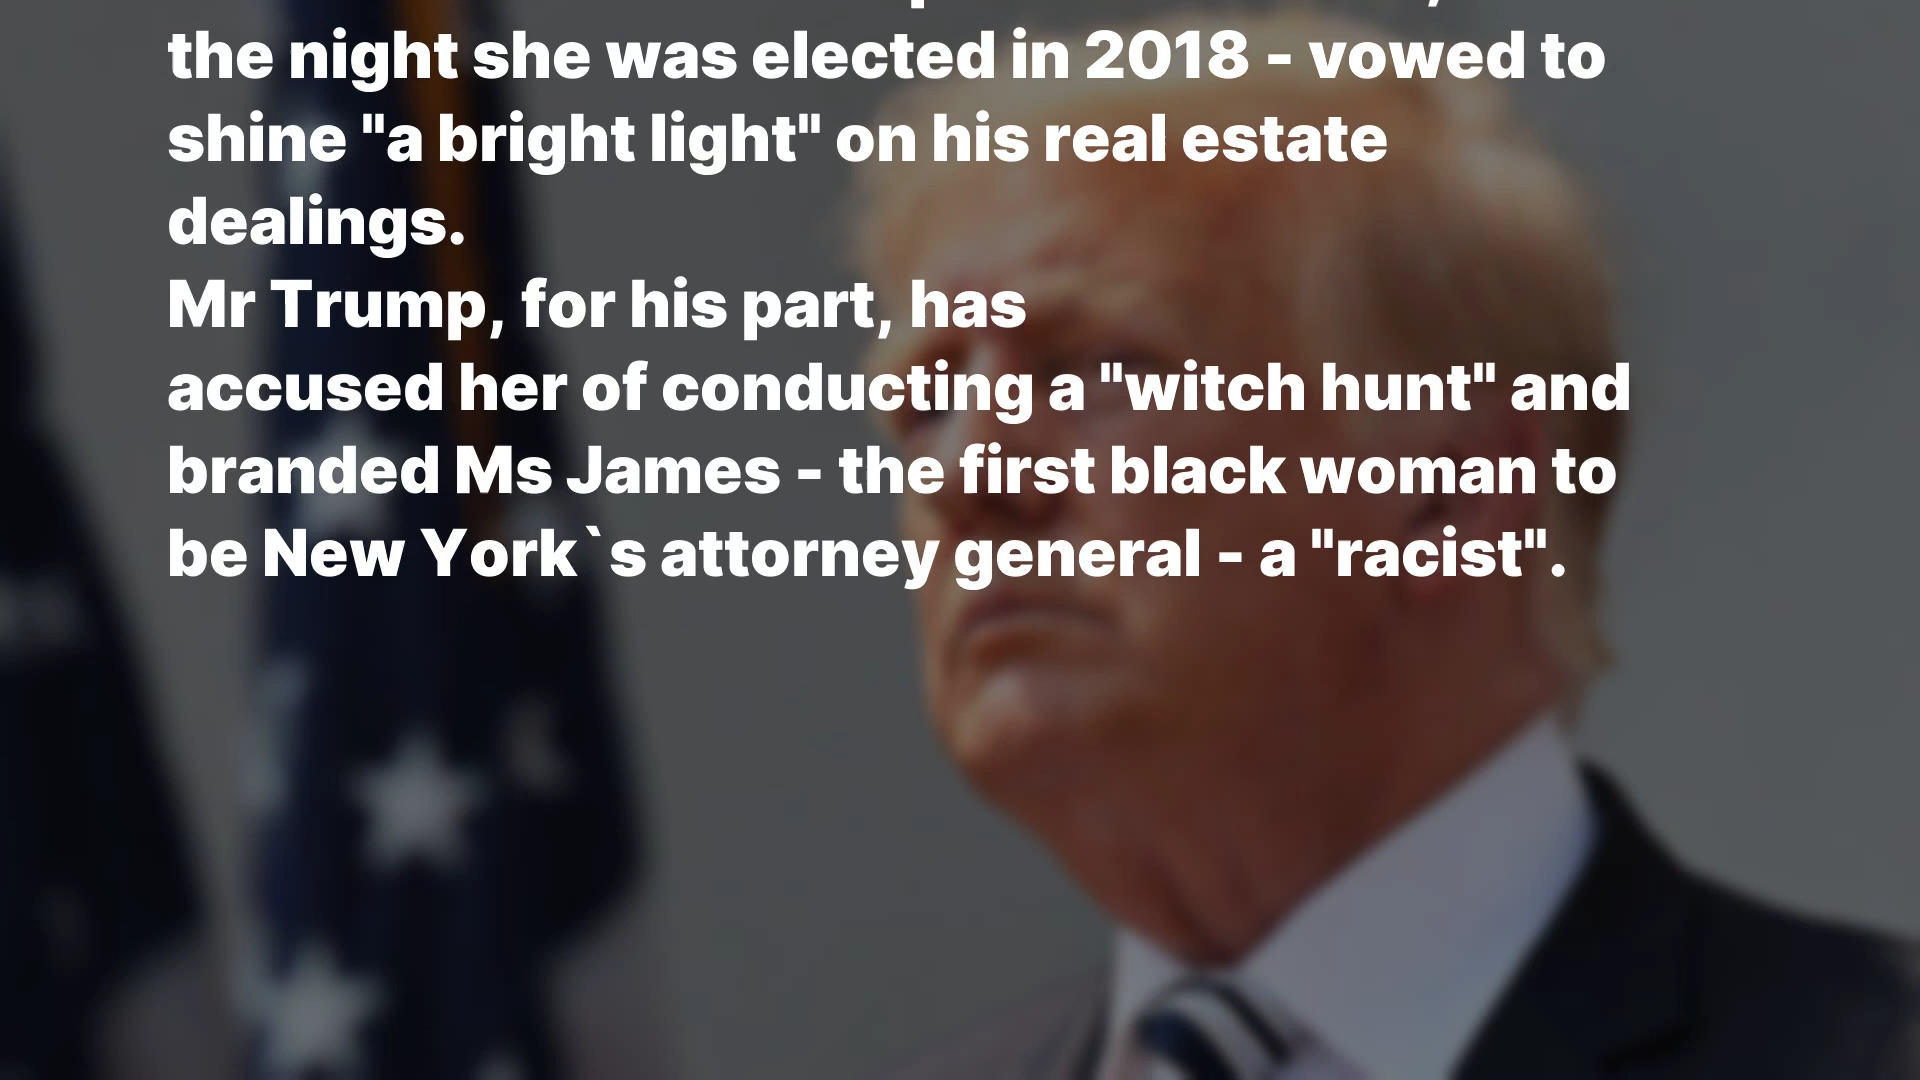 the night she was elected in 2018 - vowed to
shine "a bright light" on his real estate
dealings.
Mr Trump, for his part, has
accused her of conducting a "witch hunt" and
branded Ms James - the first black woman to
be New York`s attorney general - a "racist".